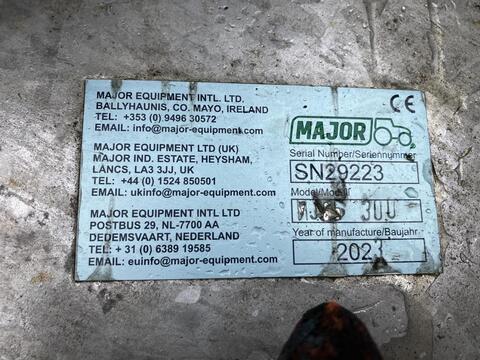 MAJOR EQUIPMENT INTL. LTD.
BALLYHAUNIS, CO. MAYO, IRELAND
TEL: +353 (0).9496 30572
EMAIL: info@major-equipment.com
MAJOR EQUIPMENT LTD (UK)
MAJOR IND. ESTATE, HEYSHAM,
LANCS, LA3 3JJ, UK
TEL: +44 (0) 1524 850501
EMAIL: ukinfo@major-equipment.com
MAJOR EQUIPMENT INTL LTD
POSTBUS 29, NL-7700 AA
DEDEMSVAART, NEDERLAND
TEL: + 31 (0) 6389 19585
EMAIL: euinfo@major-equipment.com
CE
MAJOR
Serial Number/Seriennummer
SN29223
Model/Modell
300
Year of manufacture/Baujahr
2021